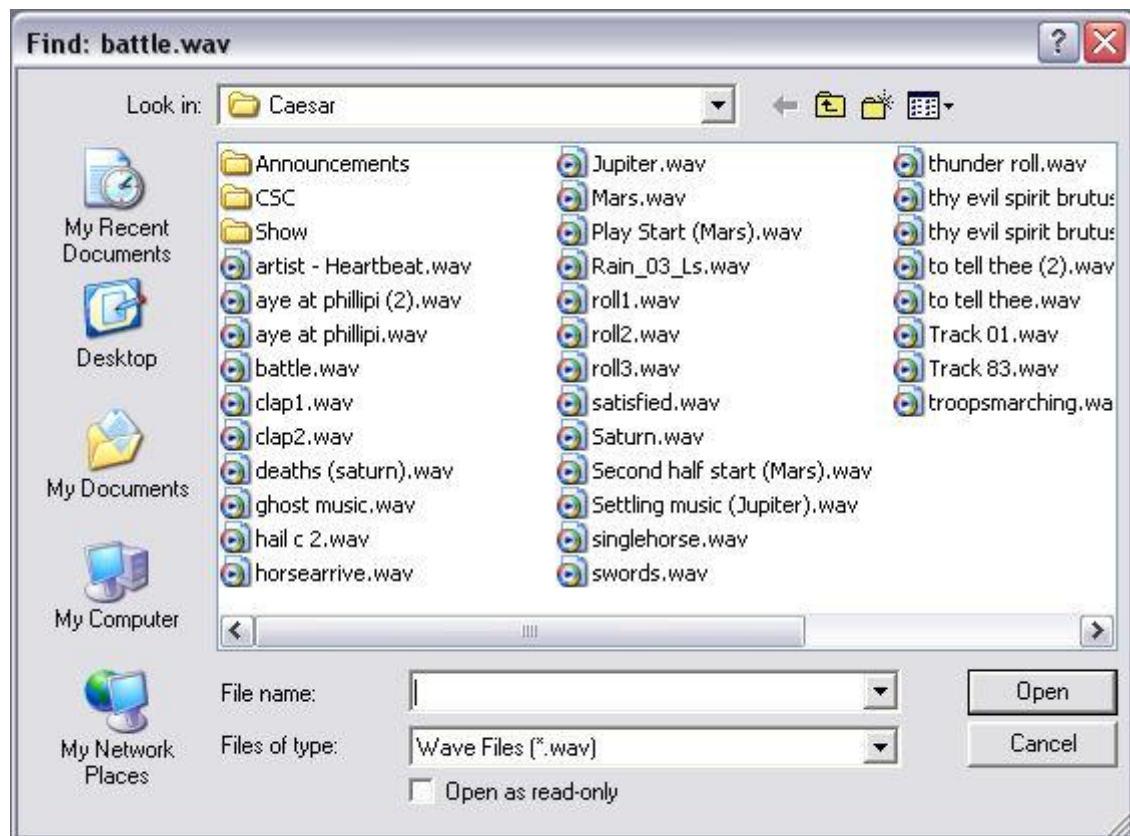 Find: battle.wav
Look in:
Caesar
My Recent
Documents
Desktop
My Documents
My Computer
My Network
Places
Announcements
CSC
Show
artist - Heartbeat.wav
aye at phillipi (2).wav
aye at phillipi.wav
battle.wav
clap1.wav
clap2.wav
deaths (saturn).wav
ghost music.wav
hail c 2.wav
horsearrive.wav
Jupiter.wav
Mars.wav
Play Start (Mars).wav
Rain_03_Ls.wav
roll1.wav
roll2.wav
roll3.wav
satisfied.wav
Saturn.wav
Second half start (Mars).wav
Settling music (Jupiter).wav
singlehorse.wav
swords.wav
thunder roll.wav
thy evil spirit brutus
thy evil spirit brutus
to tell thee (2).wav
to tell thee.wav
Track 01.wav
Track 83.wav
troopsmarching.wa
File name:
Open
Files of type:
Wave Files (*.wav)
Cancel
Open as read-only